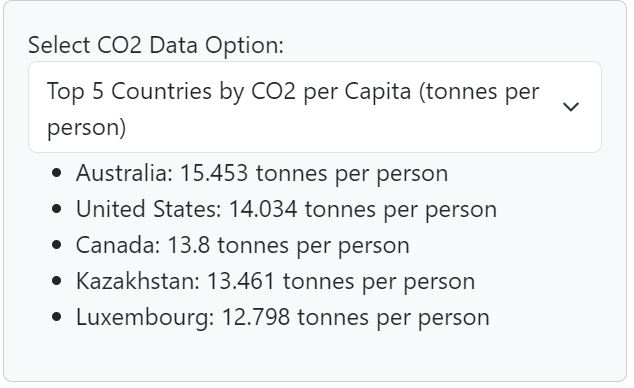 Select CO2 Data Option:
Top 5 Countries by CO2 per Capita (tonnes per
person)
Australia: 15.453 tonnes per person
United States: 14.034 tonnes per person
Canada: 13.8 tonnes per person
Kazakhstan: 13.461 tonnes per person
Luxembourg: 12.798 tonnes per person